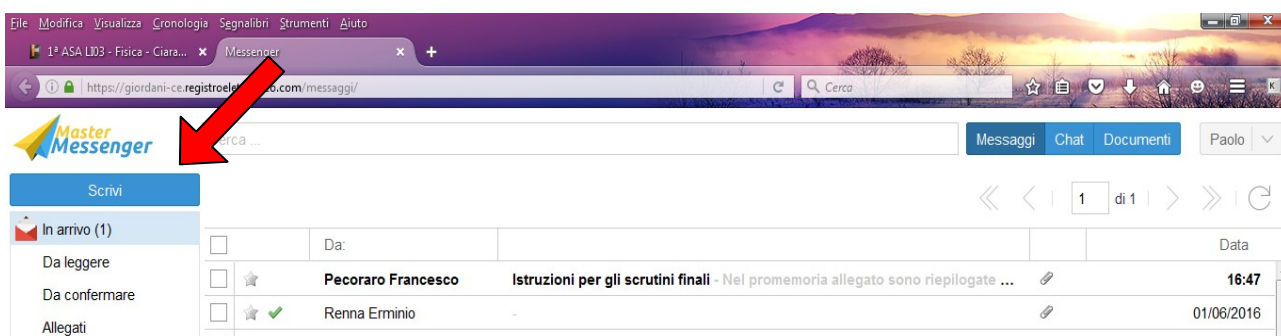 File Modifica Visualizza Cronologia Segnalibri Strumenti Aiuto
1ª ASA LI03 - Fisica - Ciara... Messenger
https://giordani-ce.registroele .com/messaggi/ Cerca
Master
Messenger
Messaggi Chat Documenti Paolo
Scrivi
1 di 1
In arrivo (1)
Da: Data
Da leggere
Pecoraro Francesco Istruzioni per gli scrutini finali - Nel promemoria allegato sono riepilogate ... 16:47
Da confermare
Renna Erminio - 01/06/2016
Allegati